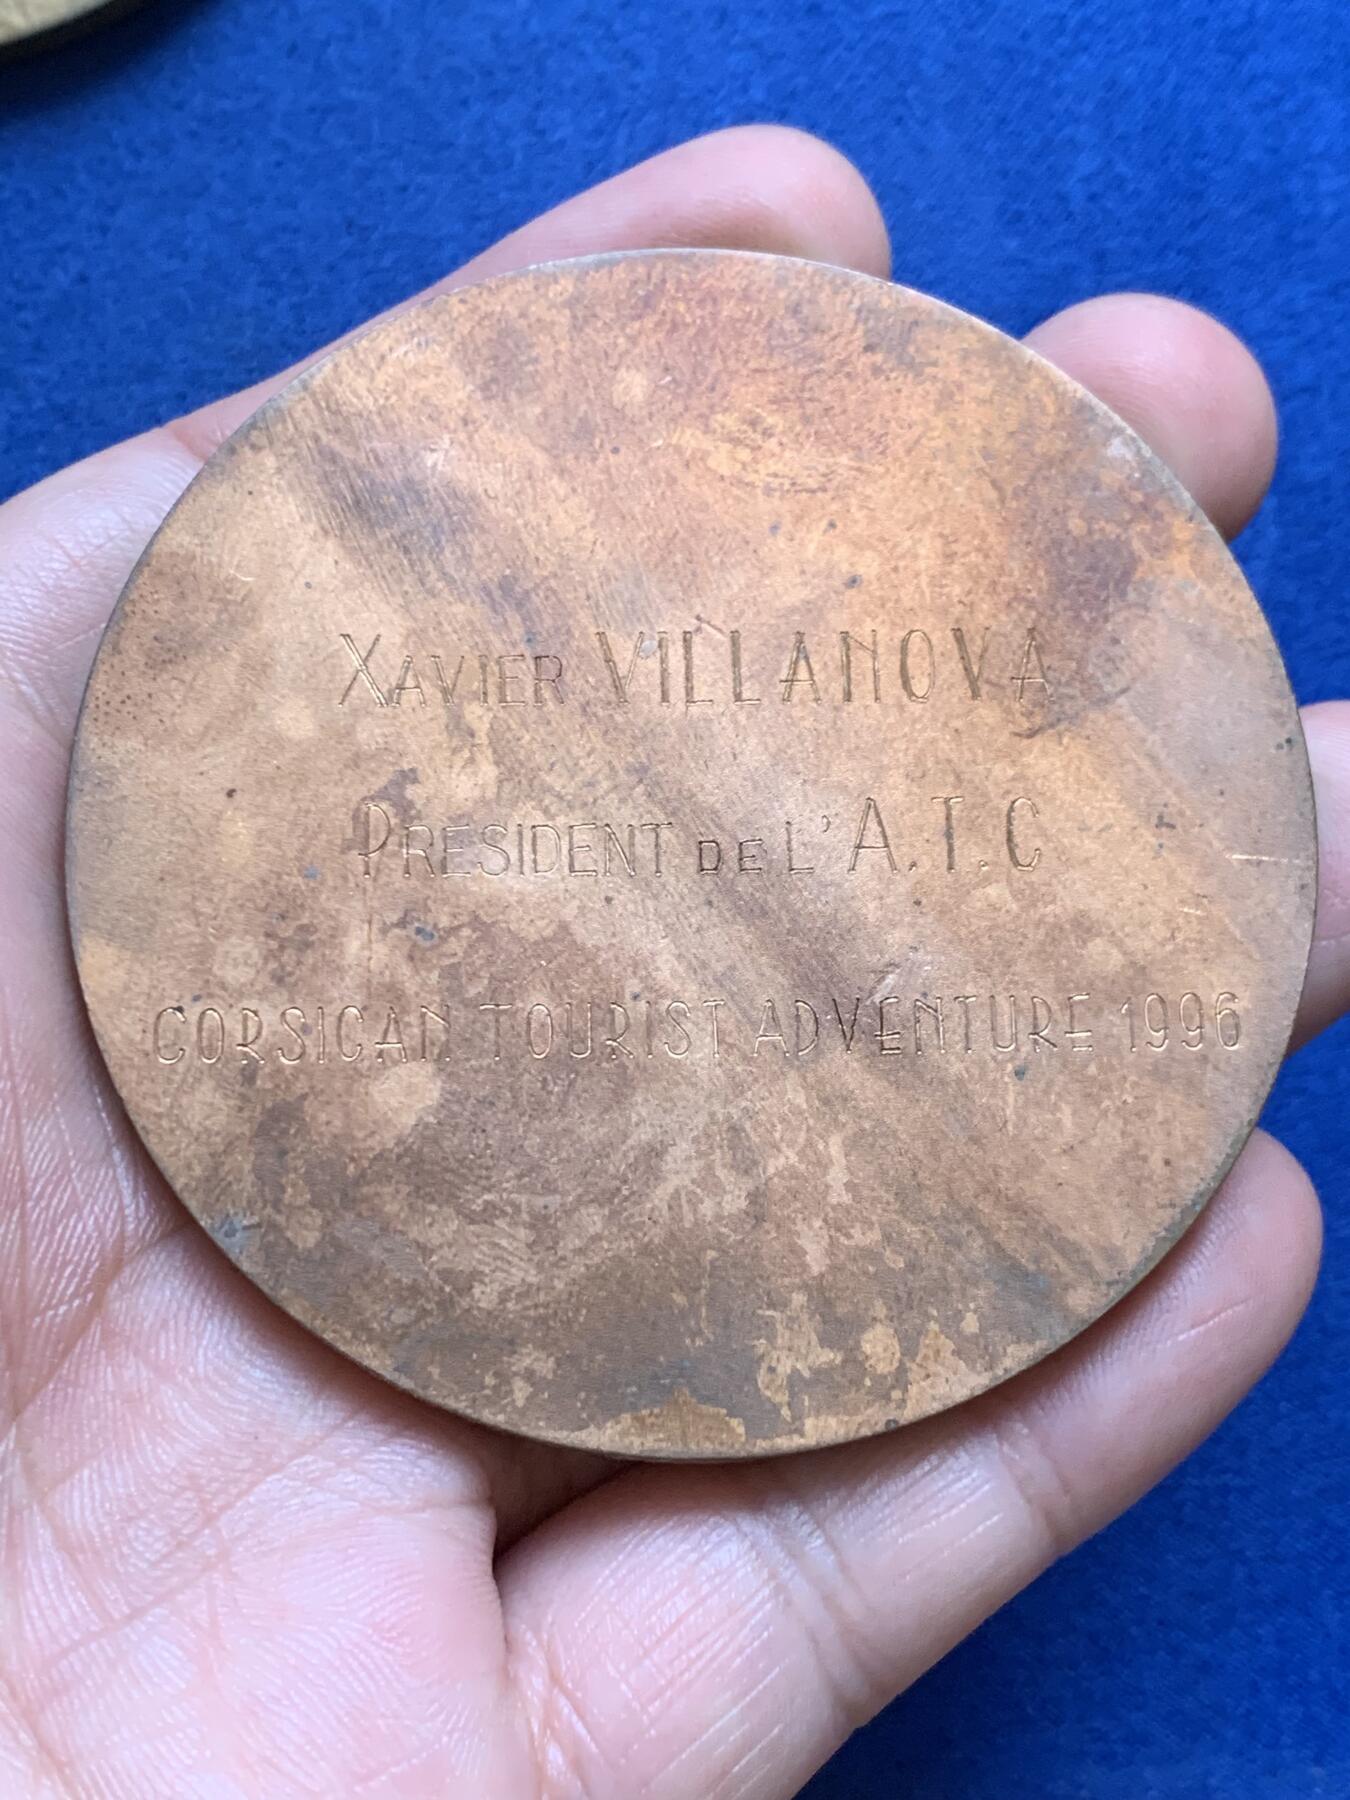 XAVIER VILLANOVA
PRESIDENT DE L'A.T.C
CORSICAN TOURIST ADVENTURE 1996